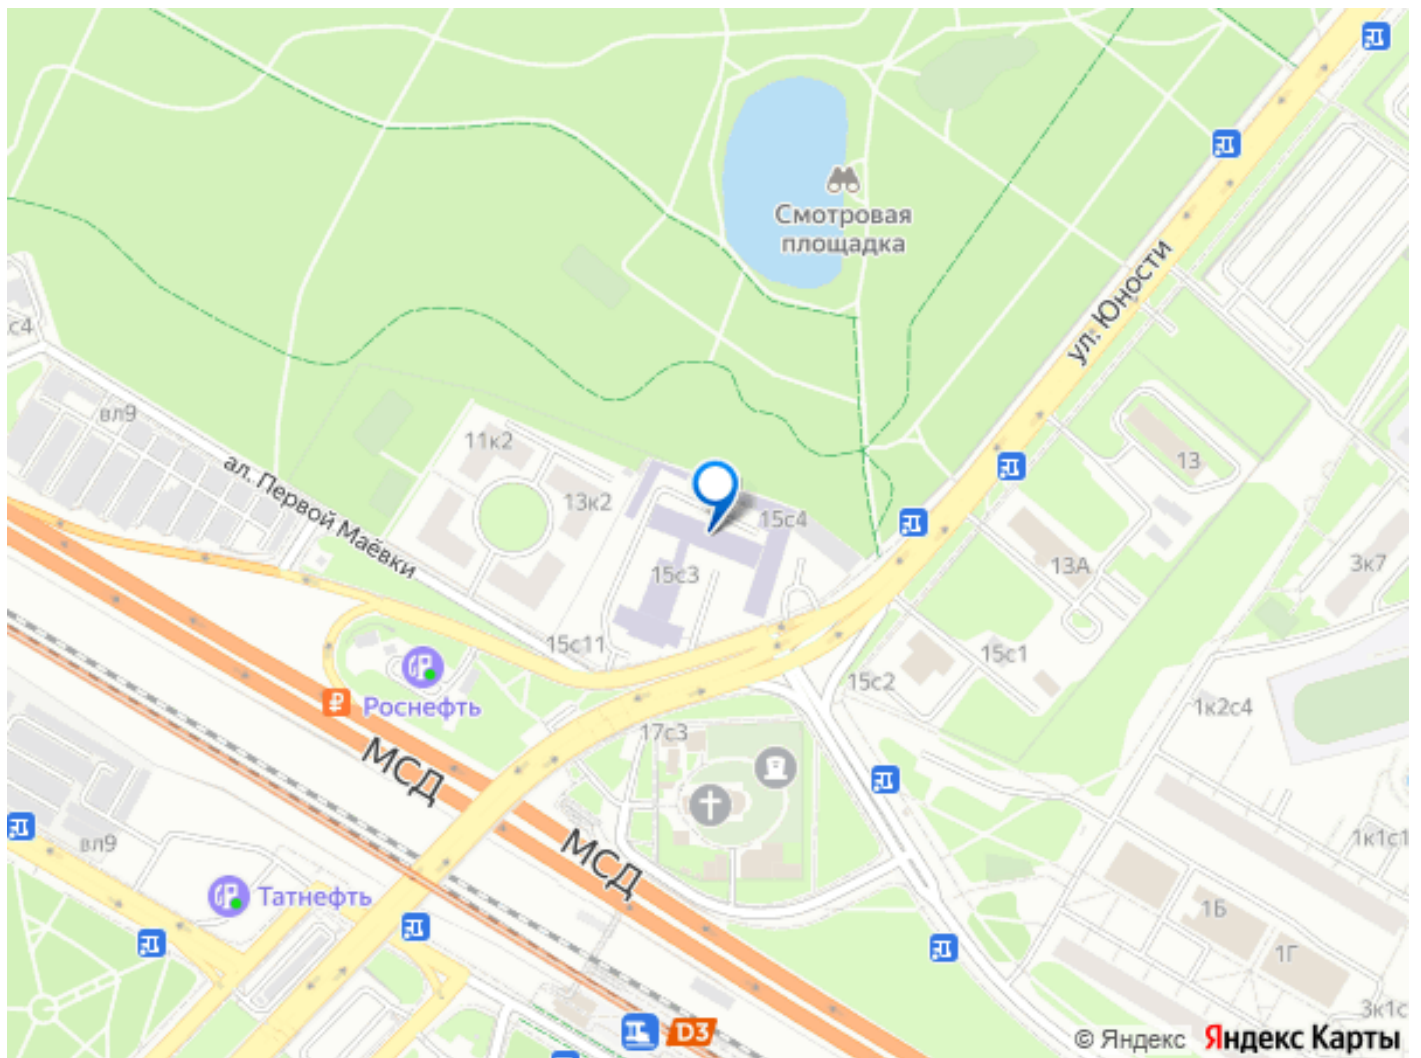 Смотровая
площадка
ул. Юности
с4
вл9
11к2
ал. Первой Маёвки
13к2
15с4
13
15с3
13А
3к7
15с11
15с1
15с2
Роснефть
1к2с4
17с3
МСД
МСД
1к1с1
вл9
Татнефть
1Б
1Г
D3
3к1с
© Яндекс Яндекс Карты